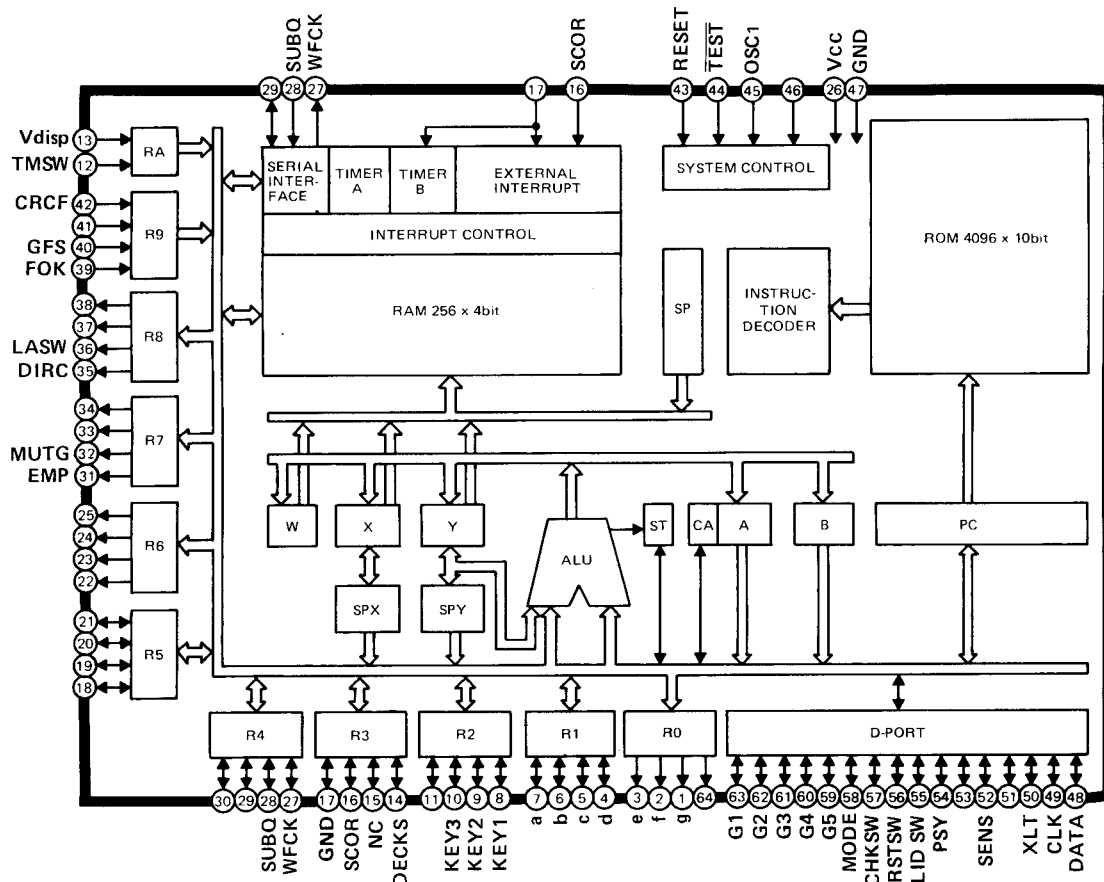 SUBQ
WFCK
SCOR
RESET
TEST
OSC1
Vcc
GND
29 28 27 17 16 43 44 45 46 26 47
Vdisp 13
TMSW 12
RA
CRCF 42
41
GFS 40
FOK 39
R9
38
37
LASW 36
DIRC 35
R8
34
33
MUTG 32
EMP 31
R7
25
24
23
22
R6
21
20
19
18
R5
SERIAL INTER-
FACE
TIMER
A
TIMER
B
EXTERNAL
INTERRUPT
INTERRUPT CONTROL
RAM 256 x 4bit
SYSTEM CONTROL
SP
INSTRUC-
TION
DECODER
ROM 4096 x 10bit
W
X
Y
ALU
ST
CA
A
B
PC
SPX
SPY
R4
R3
R2
R1
R0
D-PORT
30 29 28 27 17 16 15 14 11 10 9 8 7 6 5 4 3 2 1 64 63 62 61 60 59 58 57 56 55 54 53 52 51 50 49 48
SUBQ
WFCK
GND
SCOR
NC
DECKS
KEY3
KEY2
KEY1
a
b
c
d
e
f
g
G1
G2
G3
G4
G5
MODE
CHKSW
RSTSW
LID SW
PSY
SENS
XLT
CLK
DATA